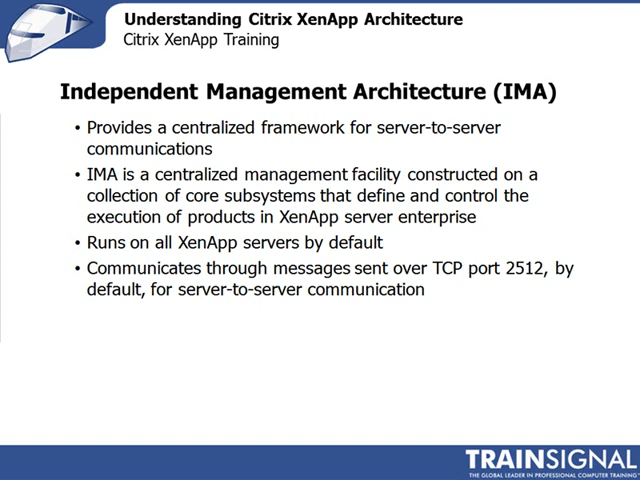 Understanding Citrix XenApp Architecture
Citrix XenApp Training
Independent Management Architecture (IMA)
• Provides a centralized framework for server-to-server
communications
• IMA is a centralized management facility constructed on a
collection of core subsystems that define and control the
execution of products in XenApp server enterprise
• Runs on all XenApp servers by default
• Communicates through messages sent over TCP port 2512, by
default, for server-to-server communication
TRAINSIGNAL
THE GLOBAL LEADER IN PROFESSIONAL COMPUTER TRAINING